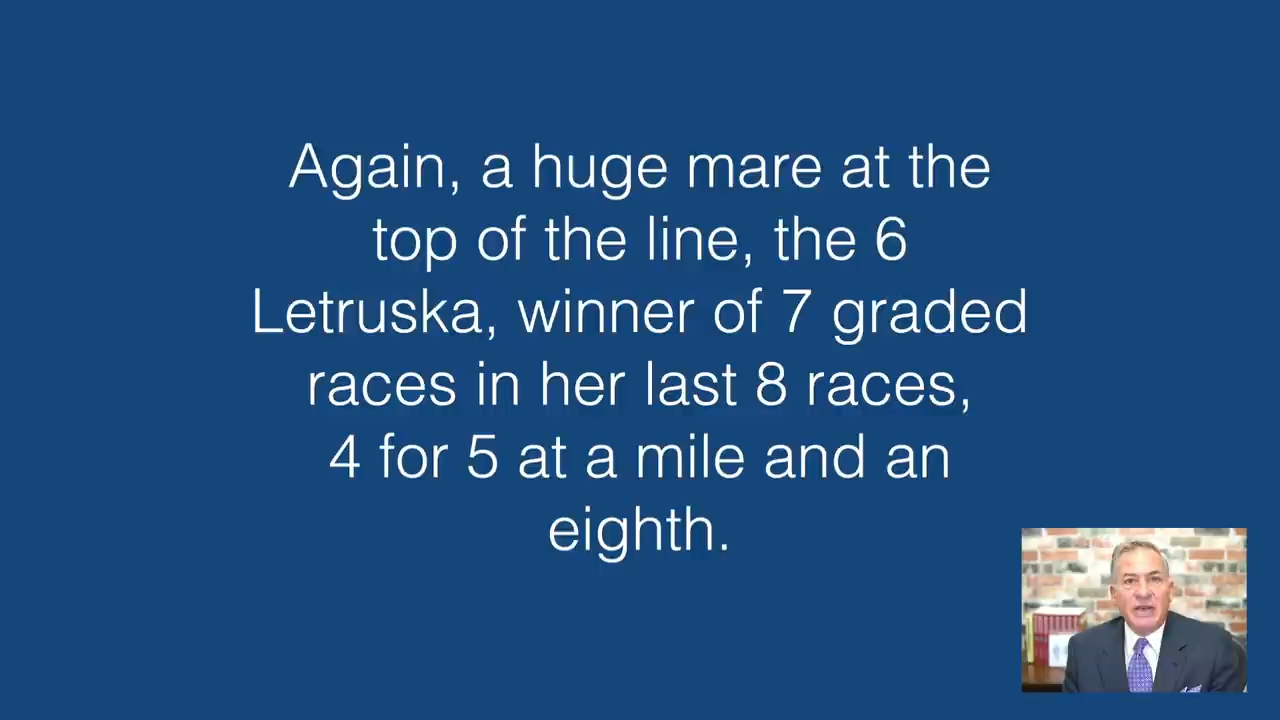 Again, a huge mare at the
top of the line, the 6
Letruska, winner of 7 graded
races in her last 8 races,
4 for 5 at a mile and an
eighth.